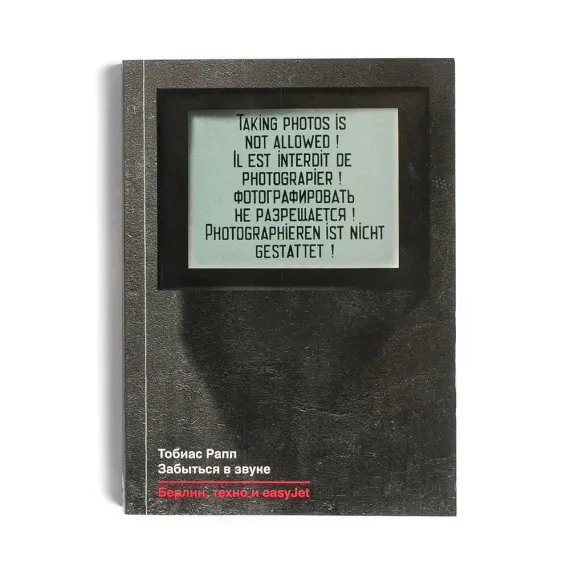 Taking photos is
not allowed !
Il est interdit de
photograpier !
фотографировать
не разрешается !
Photographieren ist nicht
gestattet !
Тобиас Рапп
Забыться в звуке
Берлин, техно и easyJet